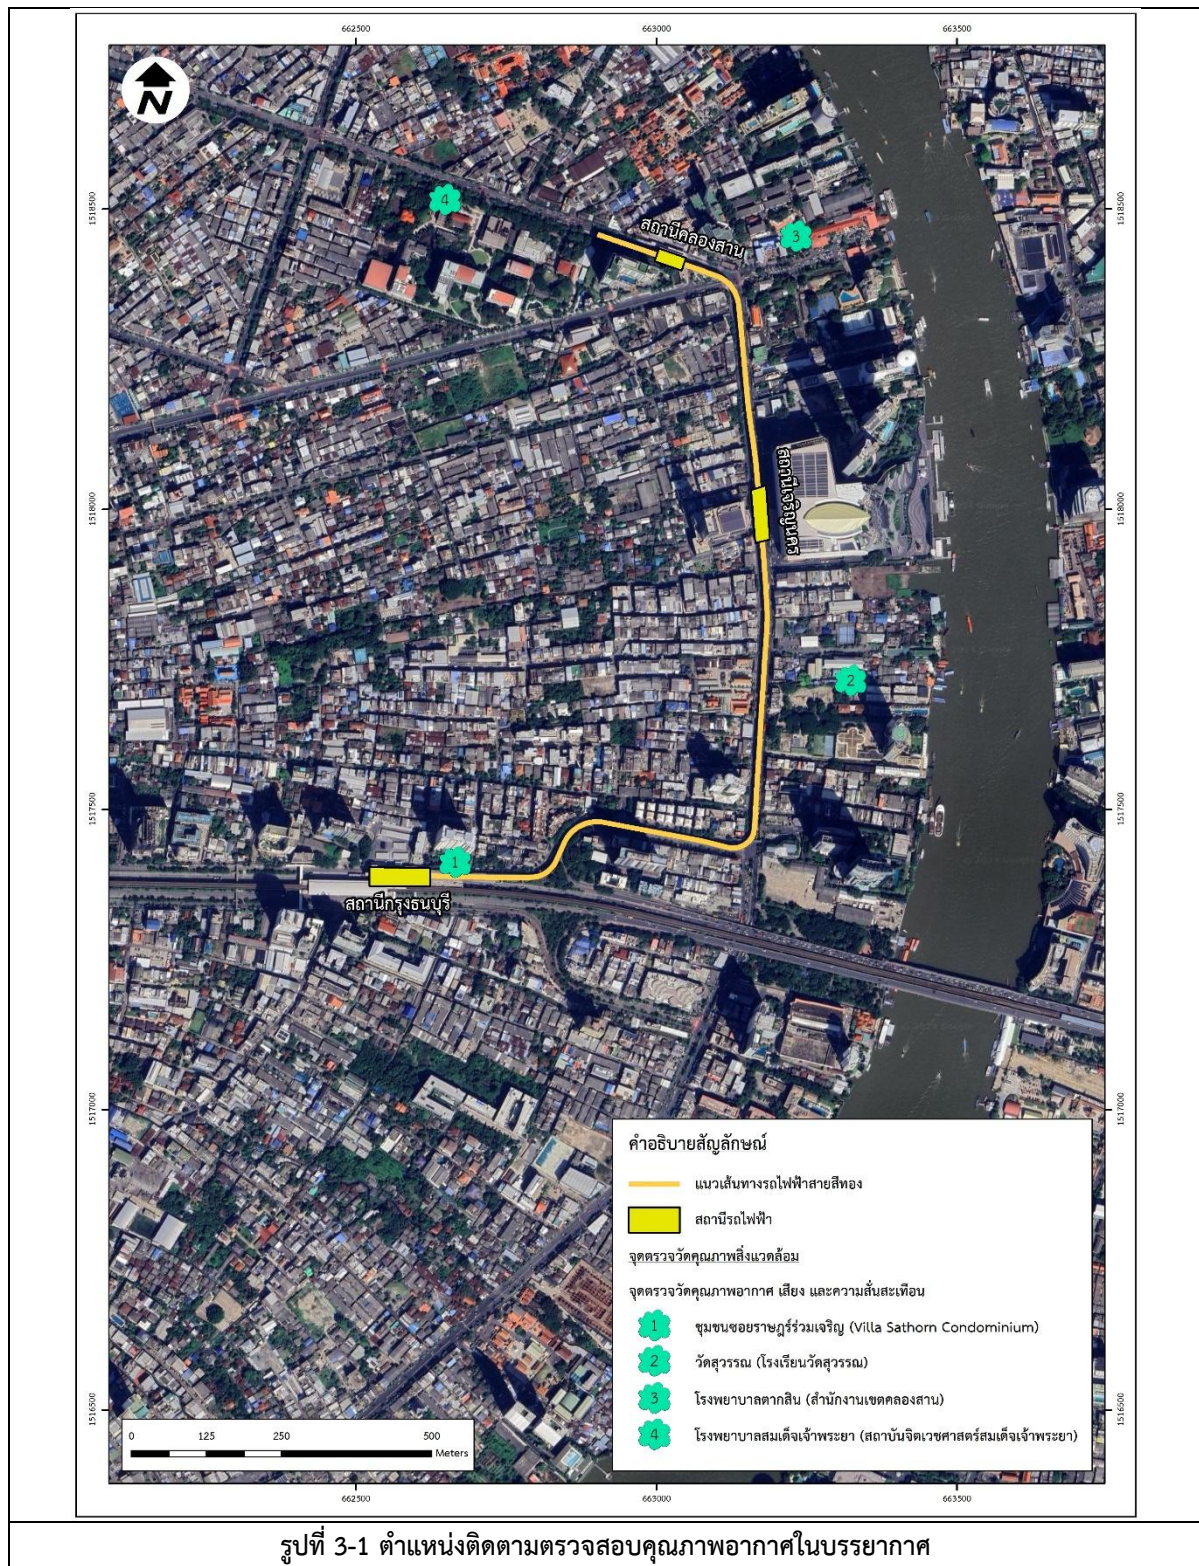 662500 663000 663500
N
1518500 1518500
4
สถานีคลองสาน
3
1518000 1518000
สถานีเจริญนคร
2
1517500 1517500
1
สถานีกรุงธนบุรี
1517000 1517000
คำอธิบายสัญลักษณ์
แนวเส้นทางรถไฟฟ้าสายสีทอง
สถานีรถไฟฟ้า
จุดตรวจวัดคุณภาพสิ่งแวดล้อม
จุดตรวจวัดคุณภาพอากาศ เสียง และความสั่นสะเทือน
1 ชุมชนซอยราษฎร์ร่วมเจริญ (Villa Sathorn Condominium)
2 วัดสุวรรณ (โรงเรียนวัดสุวรรณ)
3 โรงพยาบาลตากสิน (สำนักงานเขตคลองสาน)
4 โรงพยาบาลสมเด็จเจ้าพระยา (สถาบันจิตเวชศาสตร์สมเด็จเจ้าพระยา)
1516500 1516500
0 125 250 500
Meters
662500 663000 663500
รูปที่ 3-1 ตำแหน่งติดตามตรวจสอบคุณภาพอากาศในบรรยากาศ